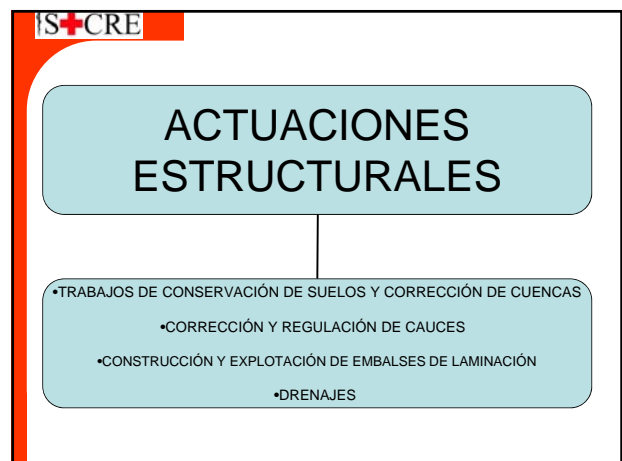 S+CRE
ACTUACIONES
ESTRUCTURALES
•TRABAJOS DE CONSERVACIÓN DE SUELOS Y CORRECCIÓN DE CUENCAS
•CORRECCIÓN Y REGULACIÓN DE CAUCES
•CONSTRUCCIÓN Y EXPLOTACIÓN DE EMBALSES DE LAMINACIÓN
•DRENAJES